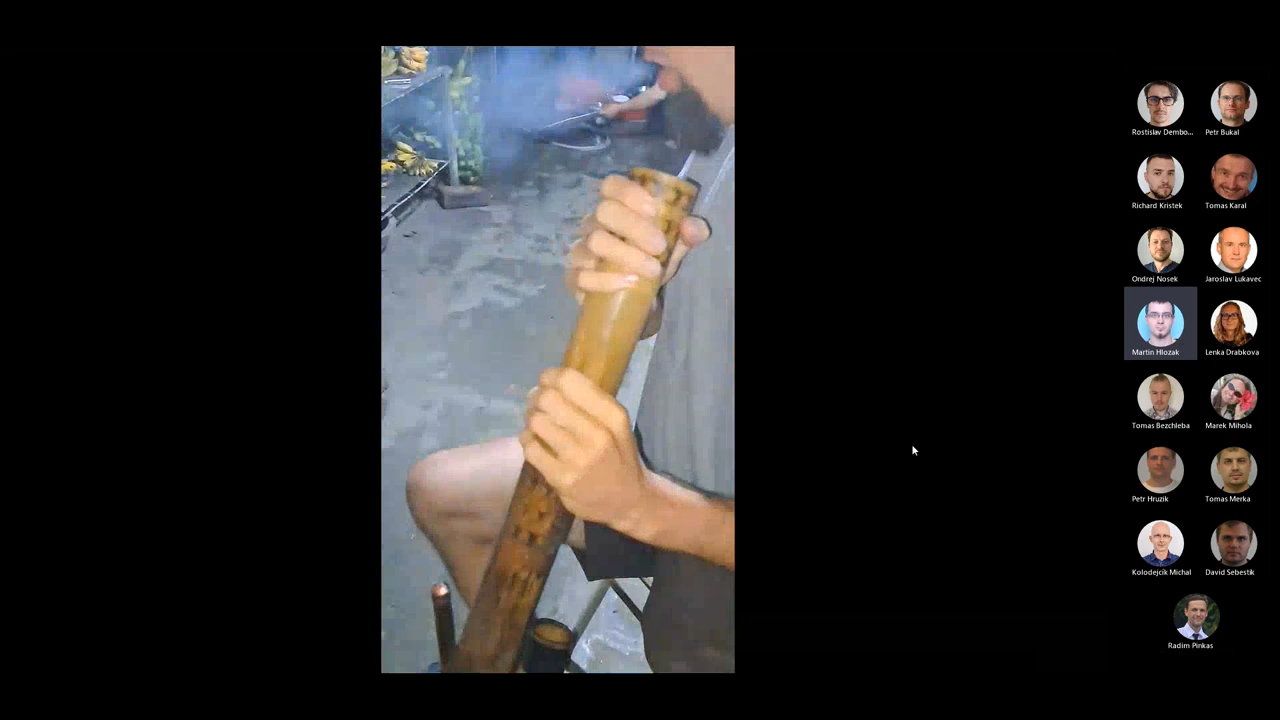 Rostislav Dembo...
Petr Bukal
Richard Kristek
Tomas Karal
Ondrej Nosek
Jaroslav Lukavec
Martin Hlozak
Lenka Drabkova
Tomas Bezchleba
Marek Mihola
Petr Hruzik
Tomas Merka
Kolodejcík Michal
David Sebestik
Radim Pinkas